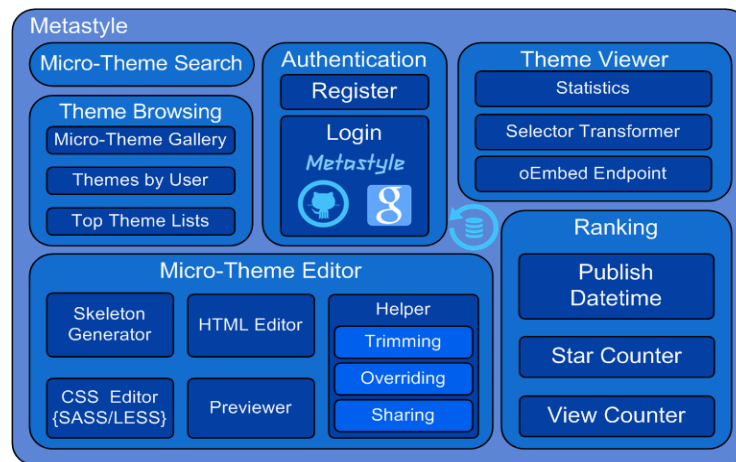 Metastyle
Micro-Theme Search
Theme Browsing
Micro-Theme Gallery
Themes by User
Top Theme Lists
Authentication
Register
Login
Metastyle
g
Theme Viewer
Statistics
Selector Transformer
oEmbed Endpoint
Micro-Theme Editor
Skeleton
Generator
HTML Editor
CSS Editor
{SASS/LESS}
Previewer
Helper
Trimming
Overriding
Sharing
Ranking
Publish
Datetime
Star Counter
View Counter